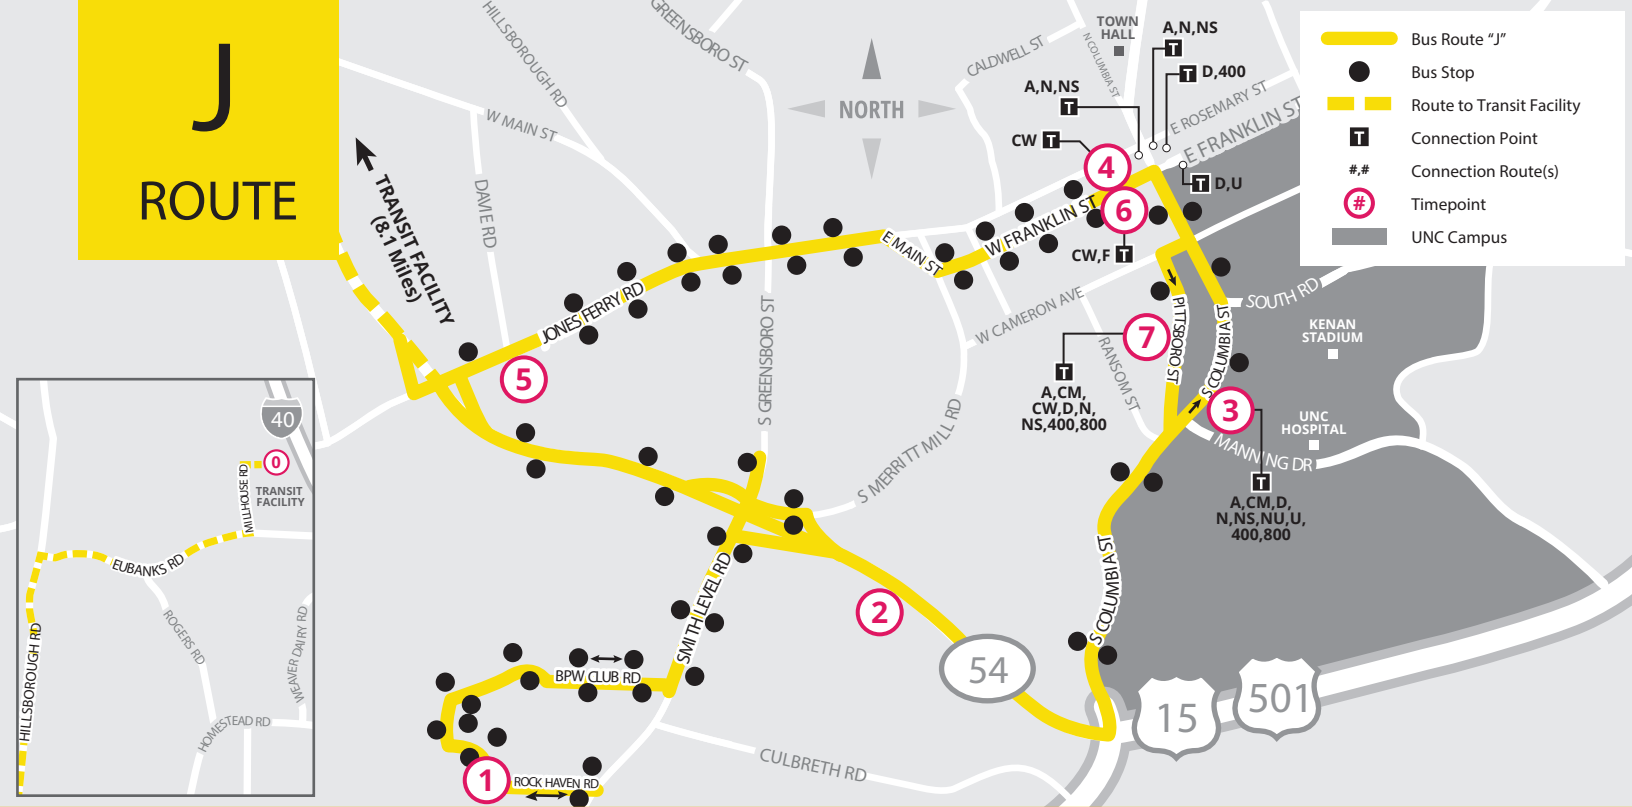 J
ROUTE
TRANSIT FACILITY
(8.1 Miles)
HILLSBOROUGH RD
GREENSBORO ST
W MAIN ST
DAVIE RD
NORTH
CALDWELL ST
TOWN
HALL
N COLUMBIA ST
A,N,NS
T
T
D,400
A,N,NS
T
CW
T
E ROSEMARY ST
E FRANKLIN ST
4
6
T
D,U
W FRANKLIN ST
CW,F
T
E MAIN ST
JONES FERRY RD
5
S GREENSBORO ST
W CAMERON AVE
RANSOM ST
7
T
A,CM,
CW,D,N,
NS,400,800
PITTSBORO ST
S COLUMBIA ST
SOUTH RD
KENAN
STADIUM
UNC
HOSPITAL
3
MANNING DR
T
A,CM,D,
N,NS,NU,U,
400,800
S MERRITT MILL RD
S COLUMBIA ST
2
54
15
501
SMITH LEVEL RD
BPW CLUB RD
1
ROCK HAVEN RD
CULBRETH RD
Bus Route “J”
Bus Stop
Route to Transit Facility
T
Connection Point
#,#
Connection Route(s)
#
Timepoint
UNC Campus
40
0
TRANSIT
FACILITY
MILLHOUSE RD
EUBANKS RD
ROGERS RD
HILLSBOROUGH RD
HOMESTEAD RD
WEAVER DAIRY RD